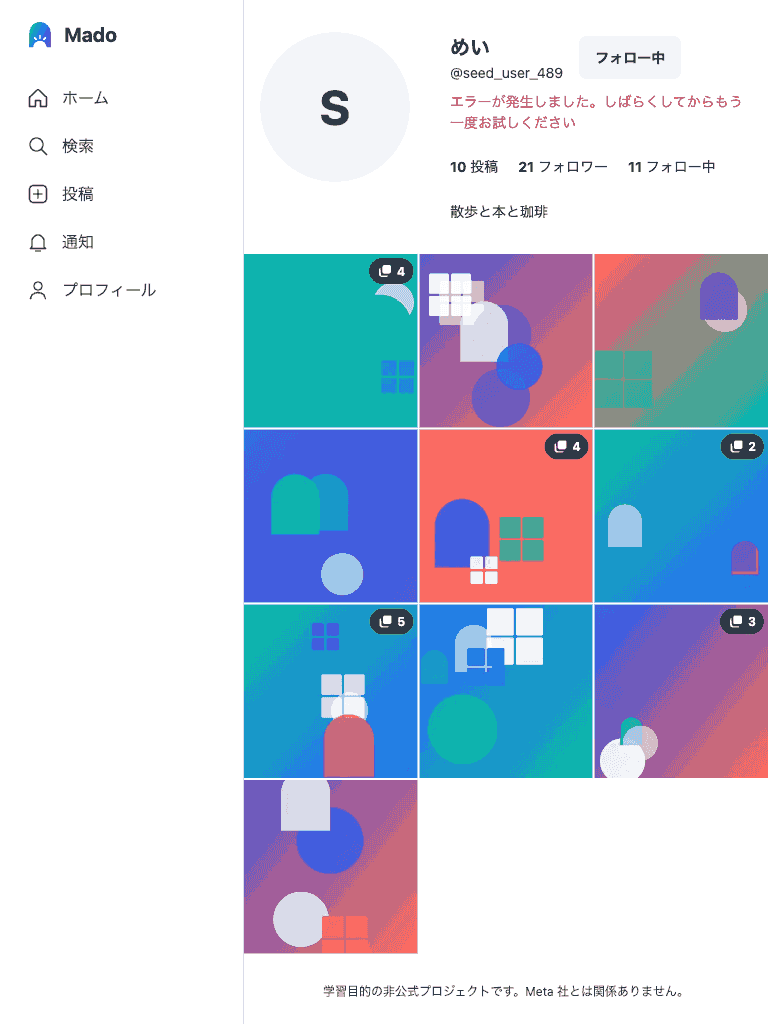 Mado
ホーム
検索
投稿
通知
プロフィール
S
めい
@seed_user_489
フォロー中
エラーが発生しました。しばらくしてからもう
一度お試しください
10 投稿 21 フォロワー 11 フォロー中
散歩と本と珈琲
4
4
2
5
3
学習目的の非公式プロジェクトです。Meta 社とは関係ありません。